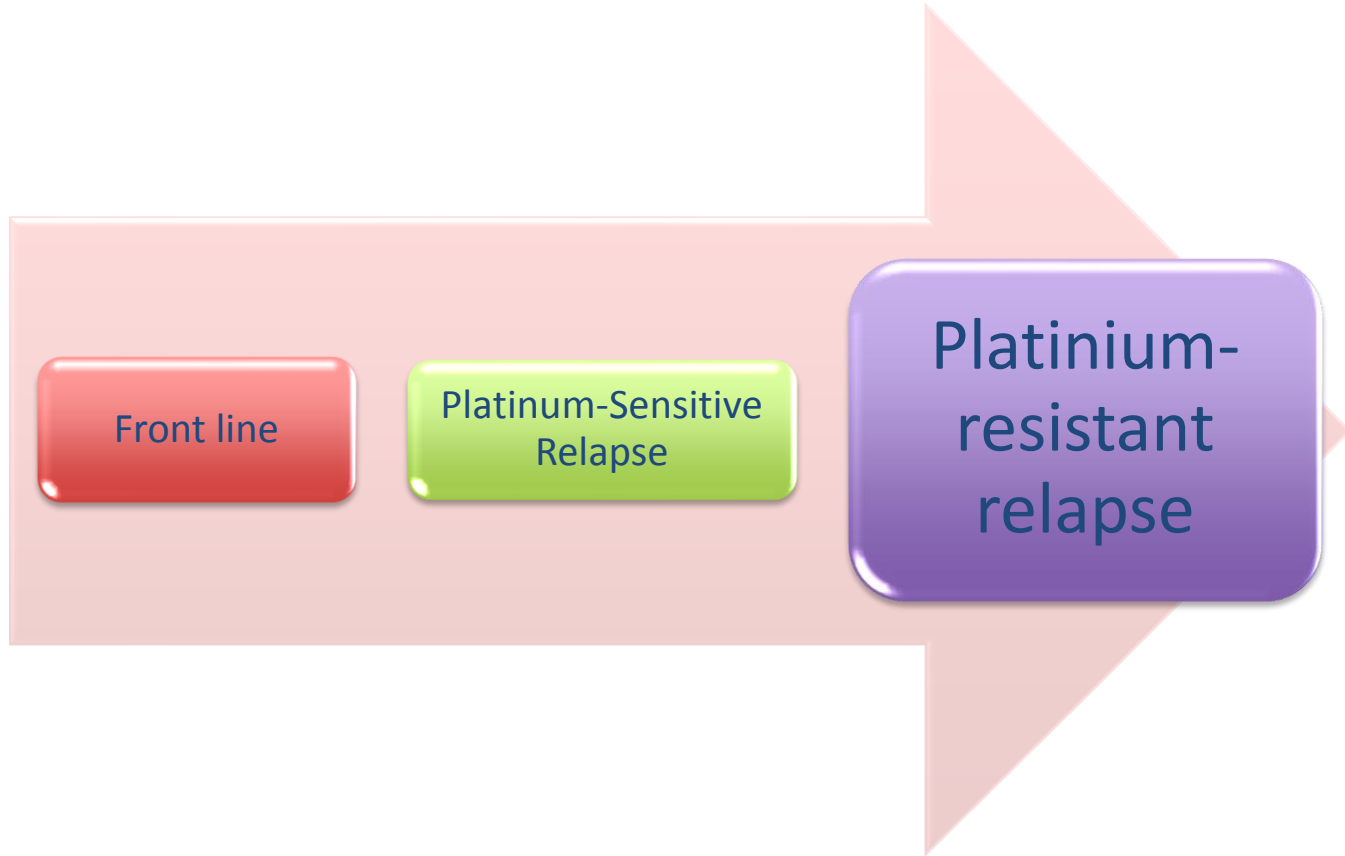 Front line
Platinum-Sensitive
Relapse
Platinium-
resistant
relapse